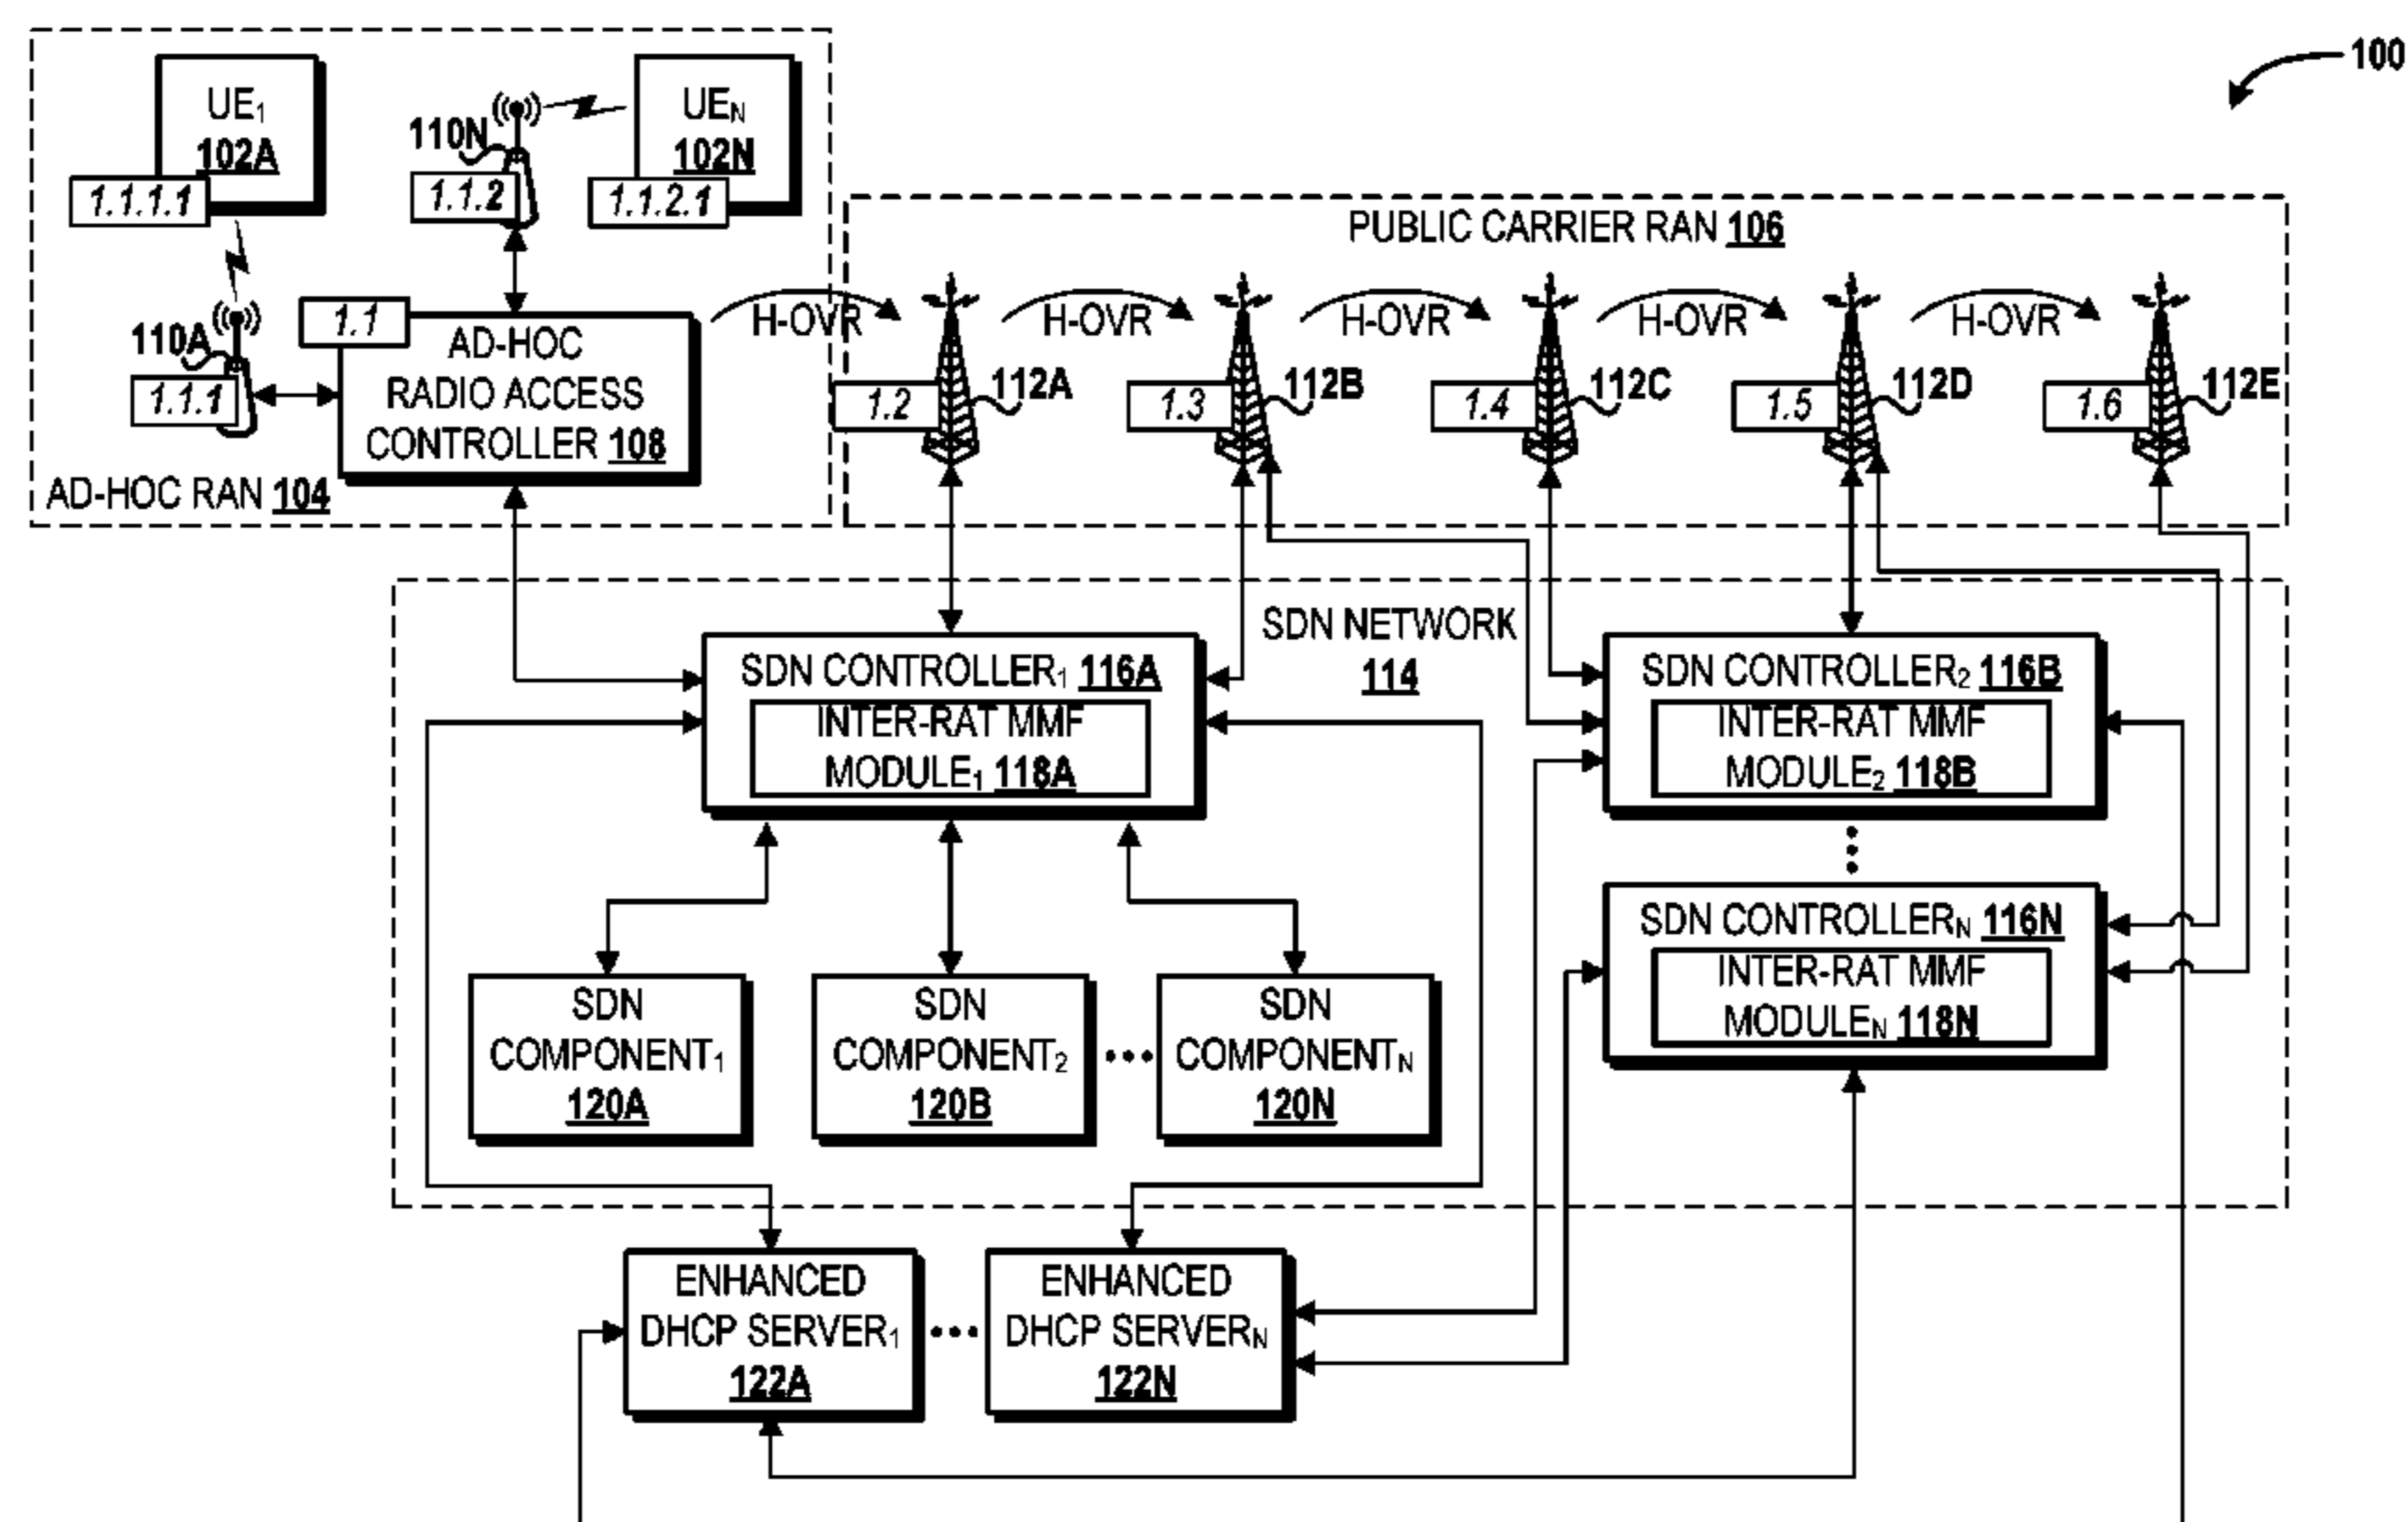 100
UE1
102A
1.1.1.1
110N
1.1.2
UEN
102N
1.1.2.1
110A
1.1.1
1.1
AD-HOC
RADIO ACCESS
CONTROLLER 108
AD-HOC RAN 104
PUBLIC CARRIER RAN 106
H-OVR
H-OVR
H-OVR
H-OVR
H-OVR
1.2
112A
1.3
112B
1.4
112C
1.5
112D
1.6
112E
SDN NETWORK
114
SDN CONTROLLER1 116A
INTER-RAT MMF
MODULE1 118A
SDN CONTROLLER2 116B
INTER-RAT MMF
MODULE2 118B
SDN CONTROLLERN 116N
INTER-RAT MMF
MODULEN 118N
SDN
COMPONENT1
120A
SDN
COMPONENT2
120B
SDN
COMPONENTN
120N
ENHANCED
DHCP SERVER1
122A
ENHANCED
DHCP SERVERN
122N